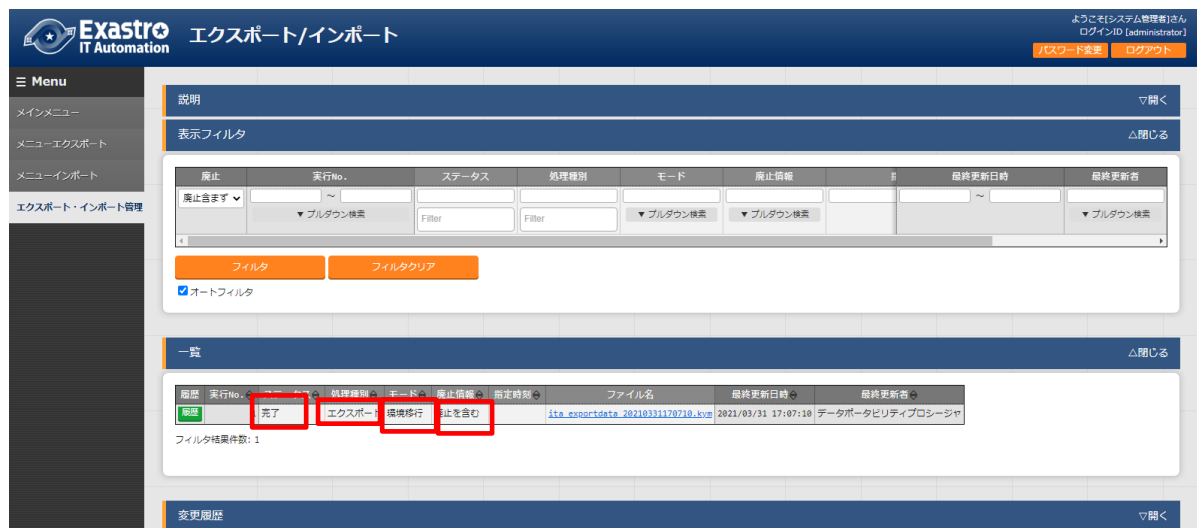 Exastro
IT Automation
エクスポート/インポート
ようこそ[システム管理者]さん
ログインID [administrator]
パスワード変更 ログアウト
☰ Menu
メインメニュー
メニューエクスポート
メニューインポート
エクスポート・インポート管理
説明 ▽開く
表示フィルタ △閉じる
廃止 実行No. ステータス 処理種別 モード 廃止情報 最終更新日時 最終更新者
廃止含まず ～ ～
▼ プルダウン検索 Filter Filter ▼ プルダウン検索 ▼ プルダウン検索 ▼ プルダウン検索
フィルタ フィルタクリア
オートフィルタ
一覧 △閉じる
履歴 実行No. 処理種別 モード 廃止情報 指定時刻 ファイル名 最終更新日時 最終更新者
履歴 完了 エクスポート 環境移行 廃止を含む ita_exportdata_20210331170710.kym 2021/03/31 17:07:10 データポータビリティプロシージャ
フィルタ結果件数: 1
変更履歴 ▽開く